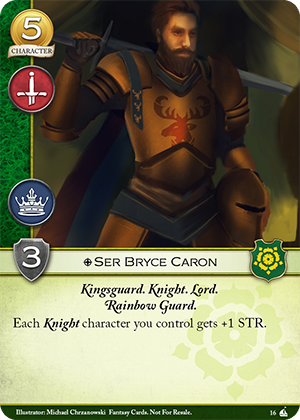 5
CHARACTER
3
Ser Bryce Caron
Kingsguard. Knight. Lord.
Rainbow Guard.
Each Knight character you control gets +1 STR.
Illustrator: Michael Chrzanowski Fantasy Cards. Not For Resale.
16